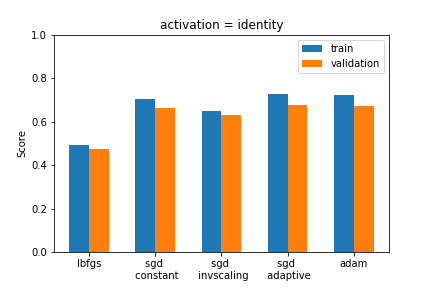 activation = identity
train
validation
Score
1.0
0.8
0.6
0.4
0.2
0.0
lbfgs
sgd
constant
sgd
invscaling
sgd
adaptive
adam